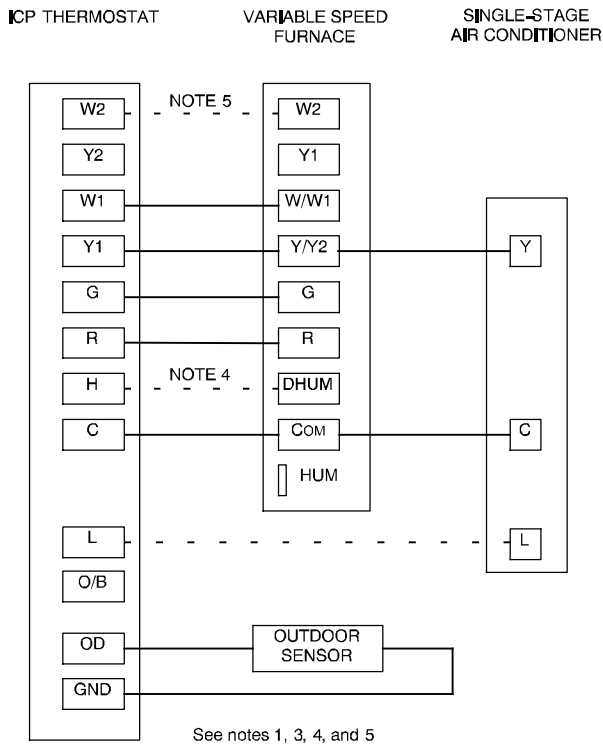 ICP THERMOSTAT
VARIABLE SPEED
FURNACE
SINGLE-STAGE
AIR CONDITIONER
W2
NOTE 5
W2
Y2
Y1
W1
W/W1
Y1
Y/Y2
Y
G
G
R
R
H
NOTE 4
DHUM
C
COM
C
HUM
L
L
O/B
OD
OUTDOOR
SENSOR
GND
See notes 1, 3, 4, and 5